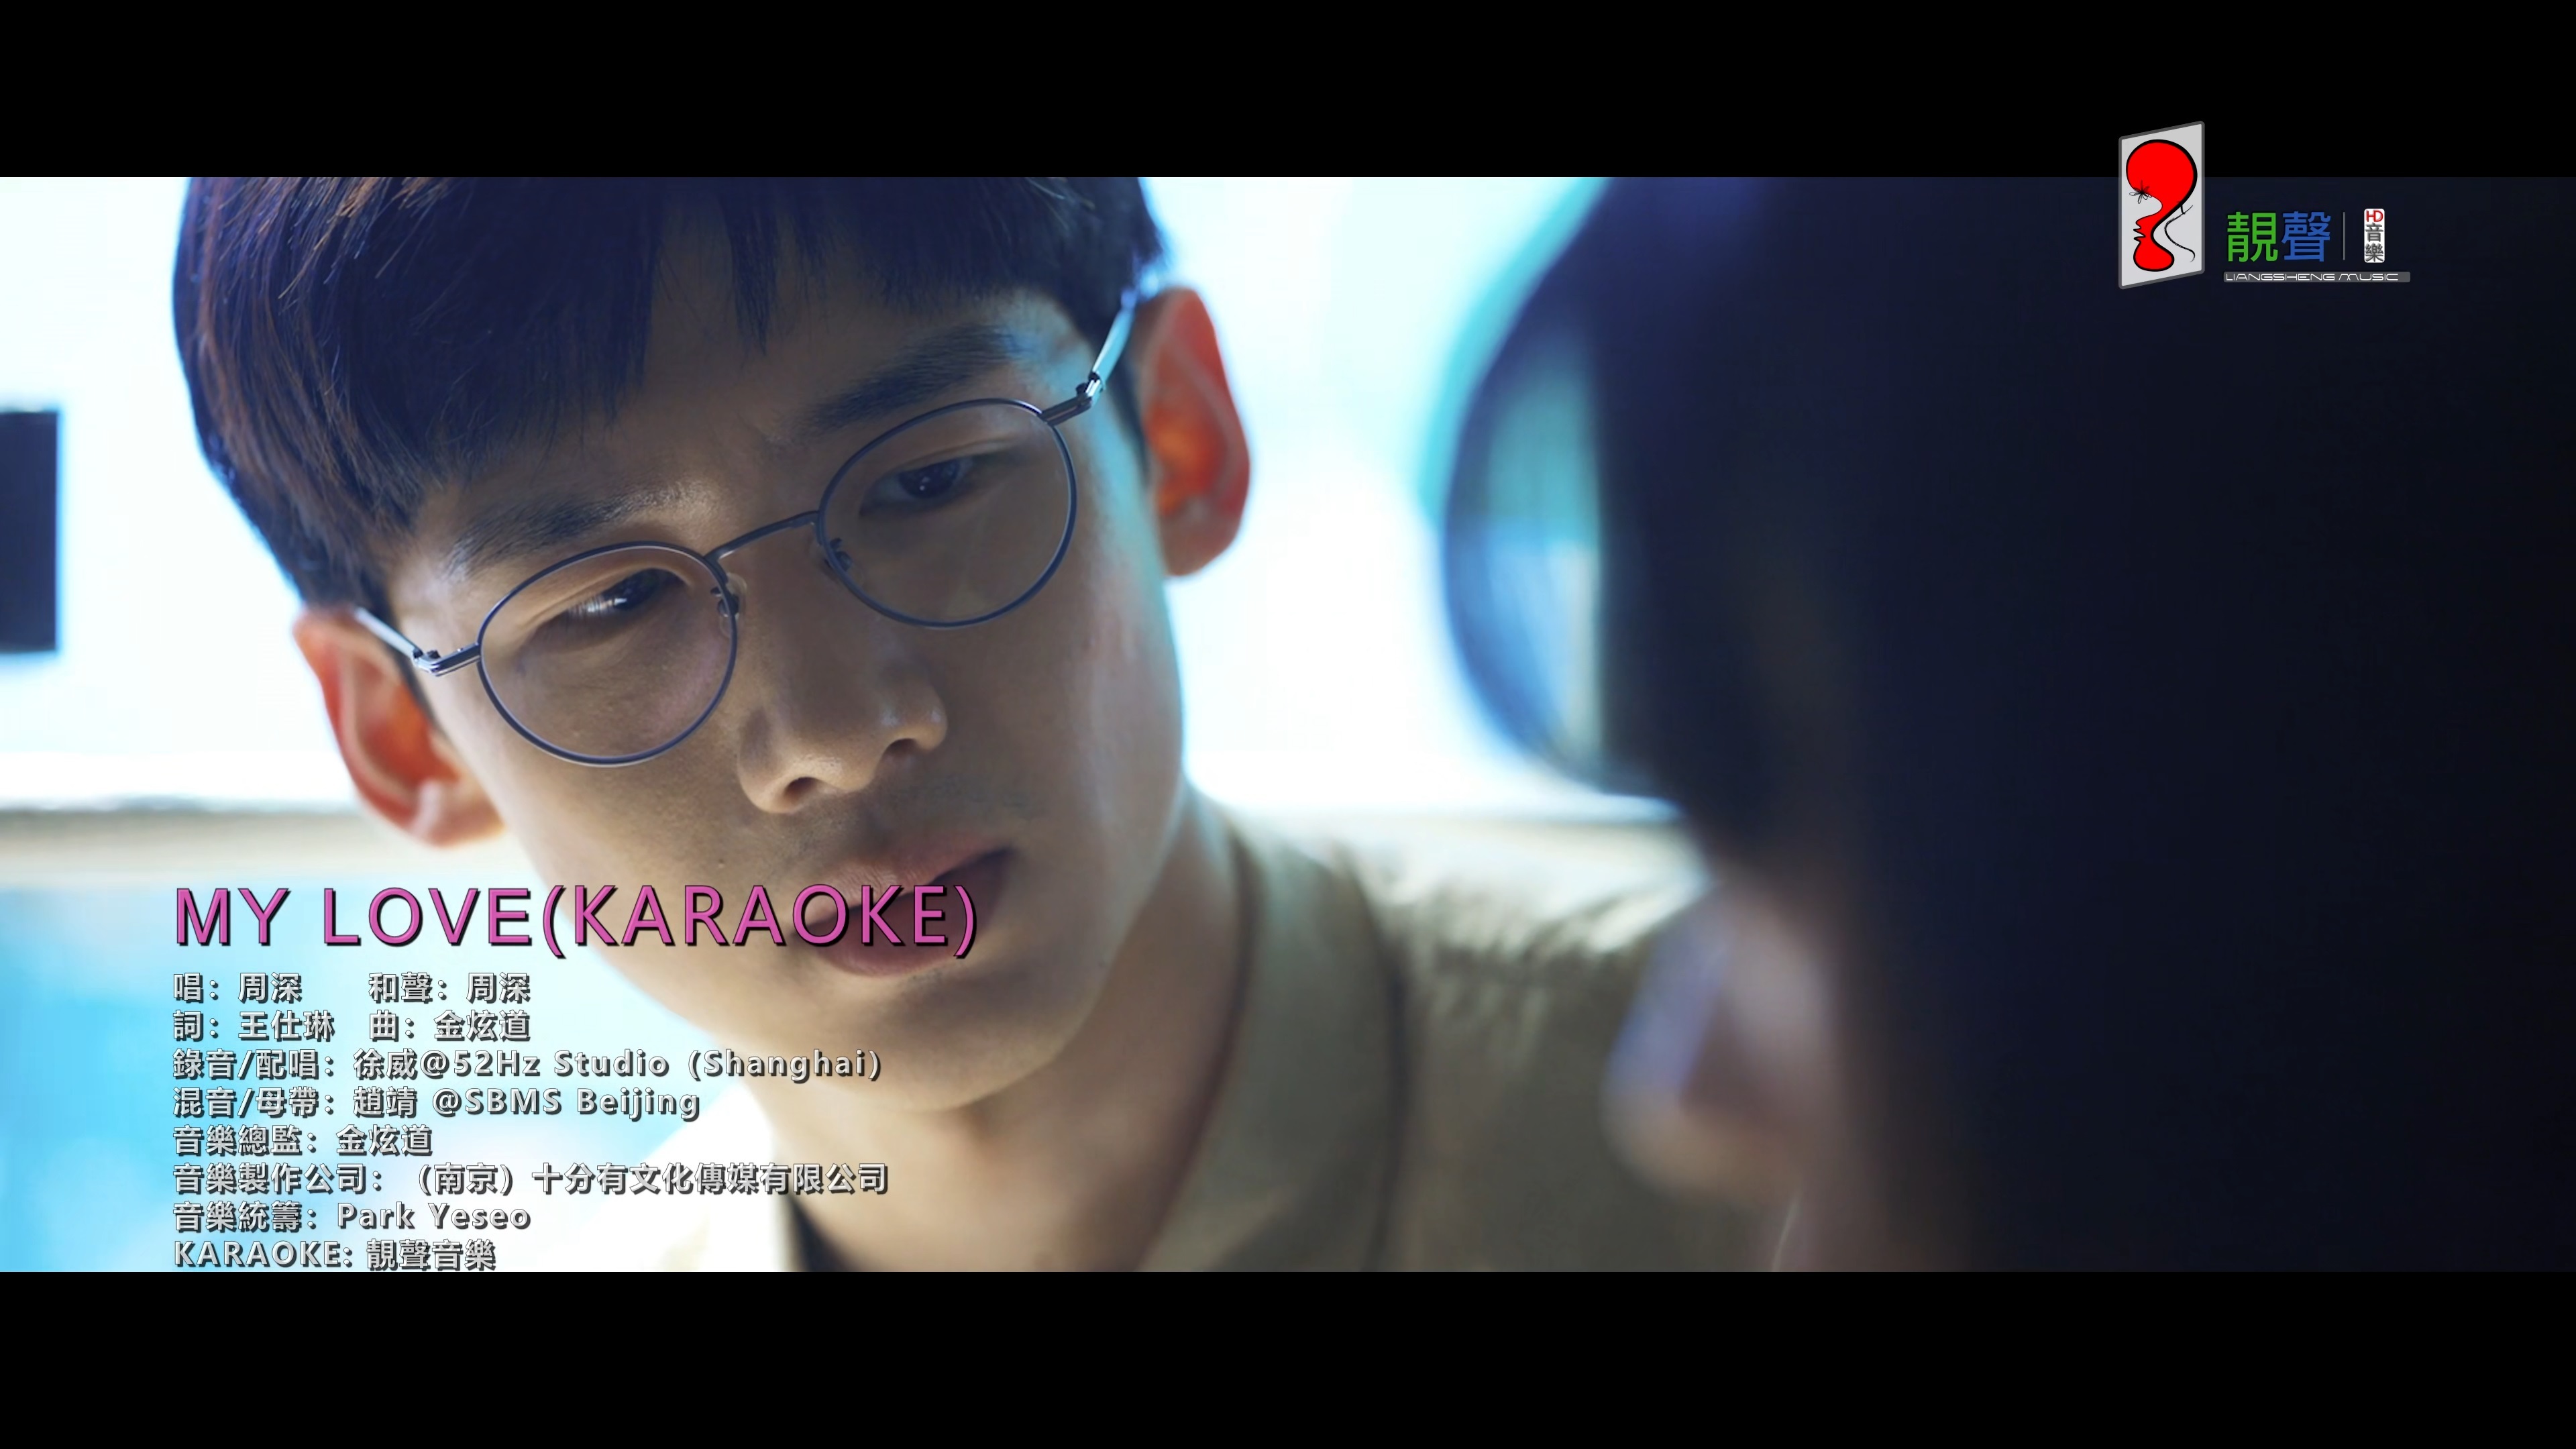 靚聲
HD
音樂
LIANGSHENG MUSIC
MY LOVE(KARAOKE)
唱：周深 和聲：周深
詞：王仕琳 曲：金炫道
錄音/配唱：徐威@52Hz Studio (Shanghai)
混音/母帶：趙靖 @SBMS Beijing
音樂總監：金炫道
音樂製作公司：（南京）十分有文化傳媒有限公司
音樂統籌：Park Yeseo
KARAOKE: 靚聲音樂